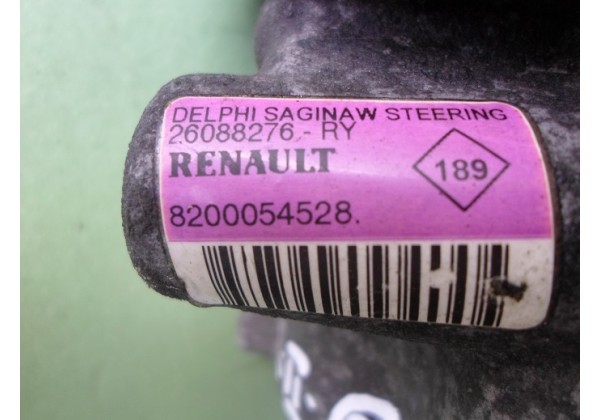 DELPHI SAGINAW STEERING
26088276 - RY
RENAULT
189
8200054528.